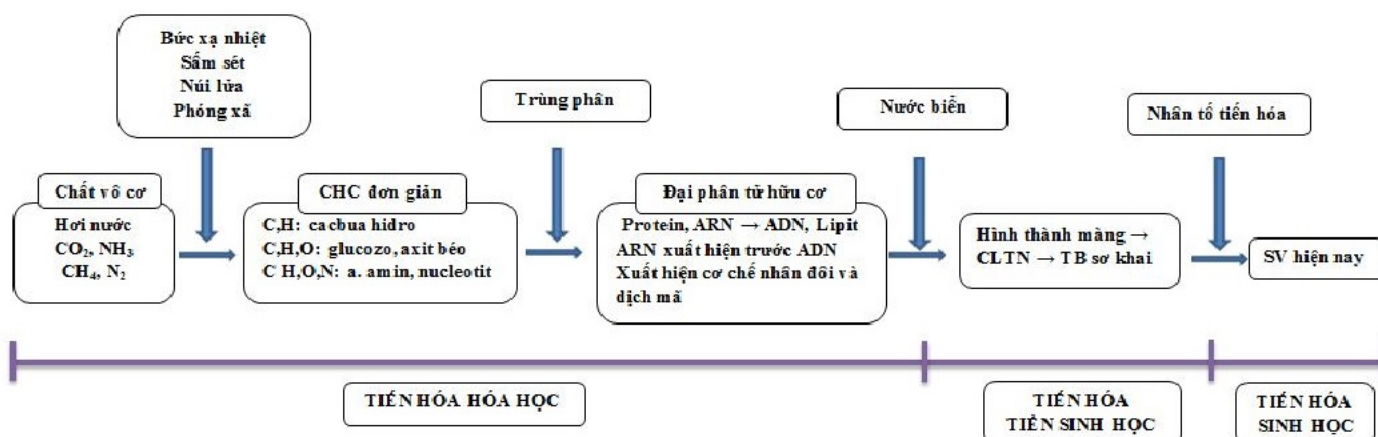 Bức xạ nhiệt
Sấm sét
Núi lửa
Phóng xã
Trùng phân
Nước biển
Nhân tố tiến hóa
Chất vô cơ
Hơi nước
CO₂, NH₃
CH₄, N₂
CHC đơn giản
C,H: cacbua hidro
C,H,O: glucozo, axit béo
C H,O,N: a. amin, nucleotit
Đại phân tử hữu cơ
Protein, ARN → ADN, Lipit
ARN xuất hiện trước ADN
Xuất hiện cơ chế nhân đôi và
dịch mã
Hình thành màng →
CLTN → TB sơ khai
SV hiện nay
TIẾN HÓA HÓA HỌC
TIẾN HÓA
TIỀN SINH HỌC
TIẾN HÓA
SINH HỌC